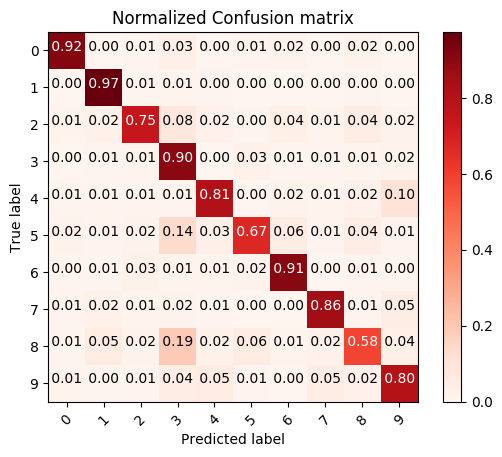 Normalized Confusion matrix
True label
0 0.92 0.00 0.01 0.03 0.00 0.01 0.02 0.00 0.02 0.00
1 0.00 0.97 0.01 0.01 0.00 0.00 0.00 0.00 0.00 0.00
2 0.01 0.02 0.75 0.08 0.02 0.00 0.04 0.01 0.04 0.02
3 0.00 0.01 0.01 0.90 0.00 0.03 0.01 0.01 0.01 0.02
4 0.01 0.01 0.01 0.01 0.81 0.00 0.02 0.01 0.02 0.10
5 0.02 0.01 0.02 0.14 0.03 0.67 0.06 0.01 0.04 0.01
6 0.00 0.01 0.03 0.01 0.01 0.02 0.91 0.00 0.01 0.00
7 0.01 0.02 0.01 0.02 0.01 0.00 0.00 0.86 0.01 0.05
8 0.01 0.05 0.02 0.19 0.02 0.06 0.01 0.02 0.58 0.04
9 0.01 0.00 0.01 0.04 0.05 0.01 0.00 0.05 0.02 0.80
0 1 2 3 4 5 6 7 8 9
Predicted label
0.8
0.6
0.4
0.2
0.0